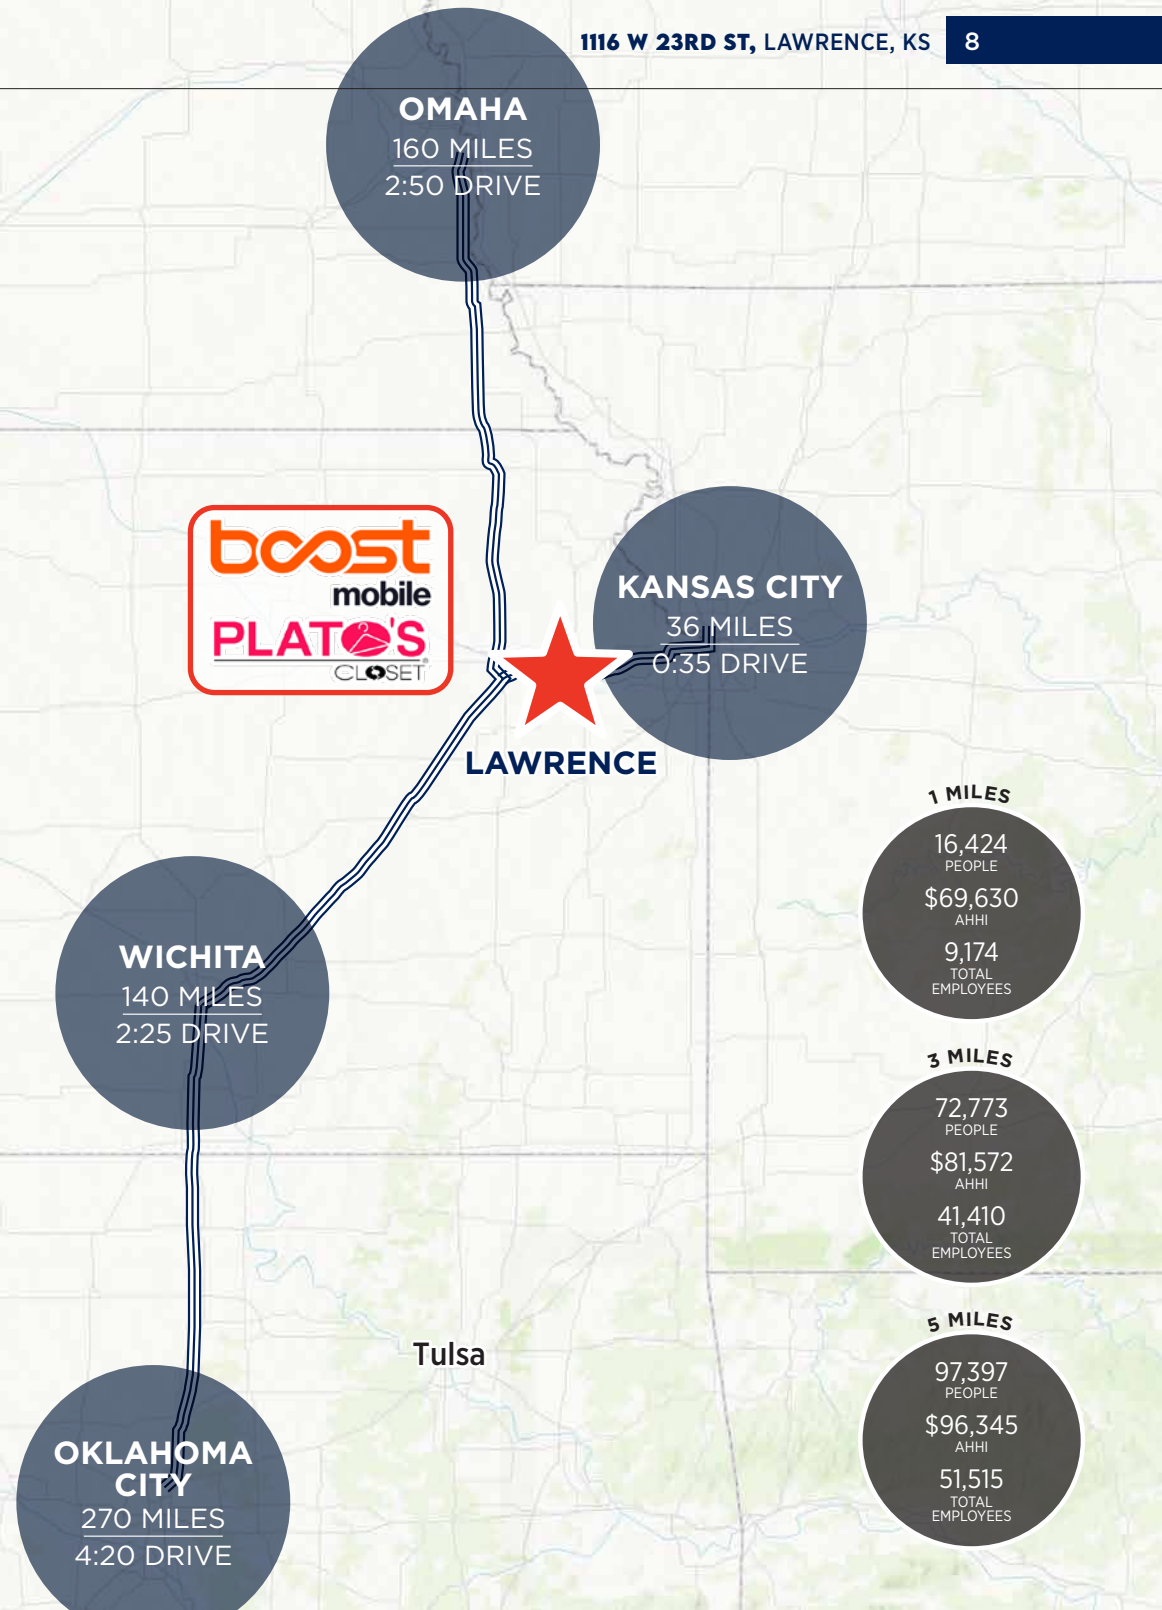 1116 W 23RD ST, LAWRENCE, KS 8
OMAHA
160 MILES
2:50 DRIVE
boost
mobile
PLATO'S
CLOSET
KANSAS CITY
36 MILES
0:35 DRIVE
LAWRENCE
WICHITA
140 MILES
2:25 DRIVE
Tulsa
OKLAHOMA
CITY
270 MILES
4:20 DRIVE
1 MILES
16,424
PEOPLE
$69,630
AHHI
9,174
TOTAL
EMPLOYEES
3 MILES
72,773
PEOPLE
$81,572
AHHI
41,410
TOTAL
EMPLOYEES
5 MILES
97,397
PEOPLE
$96,345
AHHI
51,515
TOTAL
EMPLOYEES